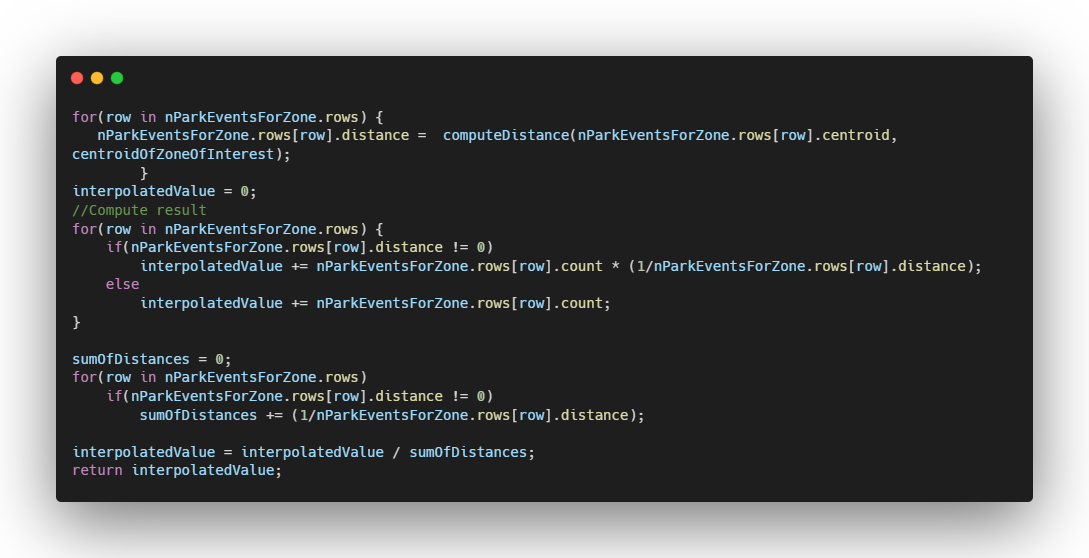 for(row in nParkEventsForZone.rows) {
   nParkEventsForZone.rows[row].distance =  computeDistance(nParkEventsForZone.rows[row].centroid,
centroidOfZoneOfInterest);
        }
interpolatedValue = 0;
//Compute result
for(row in nParkEventsForZone.rows) {
    if(nParkEventsForZone.rows[row].distance != 0)
        interpolatedValue += nParkEventsForZone.rows[row].count * (1/nParkEventsForZone.rows[row].distance);
    else
        interpolatedValue += nParkEventsForZone.rows[row].count;
}

sumOfDistances = 0;
for(row in nParkEventsForZone.rows)
    if(nParkEventsForZone.rows[row].distance != 0)
        sumOfDistances += (1/nParkEventsForZone.rows[row].distance);

interpolatedValue = interpolatedValue / sumOfDistances;
return interpolatedValue;